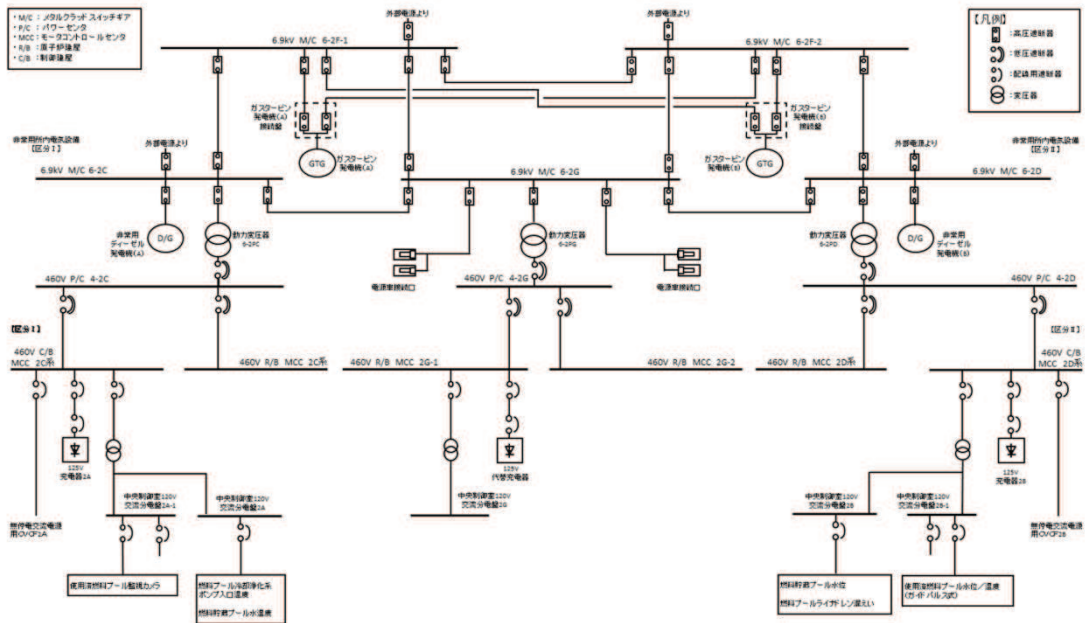 ・M/C ： メタルクラッド スイッチギア
・P/C ： パワーセンタ
・MCC ： モータコントロールセンタ
・R/B ： 原子炉建屋
・C/B ： 制御建屋
【凡例】
：高圧遮断器
：低圧遮断器
：配線用遮断器
：変圧器
外部電源より
外部電源より
6.9kV M/C 6-2F-1
6.9kV M/C 6-2F-2
ガスタービン
発電機(A)
接続盤
ガスタービン
発電機(B)
接続盤
GTG
ガスタービン
発電機(A)
ガスタービン
発電機(B)
GTG
非常用所内電気設備
【区分Ⅰ】
外部電源より
外部電源より
非常用所内電気設備
【区分Ⅱ】
6.9kV M/C 6-2C
6.9kV M/C 6-2G
6.9kV M/C 6-2D
非常用
ディーゼル
発電機(A)
D/G
動力変圧器
6-2PC
動力変圧器
6-2PG
動力変圧器
6-2PD
D/G
非常用
ディーゼル
発電機(B)
電源車接続口
電源車接続口
460V P/C 4-2C
460V P/C 4-2G
460V P/C 4-2D
【区分Ⅰ】
【区分Ⅱ】
460V C/B
MCC 2C系
460V R/B MCC 2C系
460V R/B MCC 2G-1
460V R/B MCC 2G-2
460V R/B MCC 2D系
460V C/B
MCC 2D系
125V
充電器2A
125V
代替充電器
125V
充電器2B
中央制御室120V
交流分電盤2A-1
中央制御室120V
交流分電盤2A
中央制御室120V
交流分電盤2G
中央制御室120V
交流分電盤2B
中央制御室120V
交流分電盤2B-1
無停電交流電源
用CVCF2A
無停電交流電源
用CVCF2B
使用済燃料プール監視カメラ
燃料プール冷却浄化系
ポンプ入口温度
燃料貯蔵プール水温度
燃料貯蔵プール水位
燃料プールライナドレン漏えい
使用済燃料プール水位／温度
(ガイドパルス式)